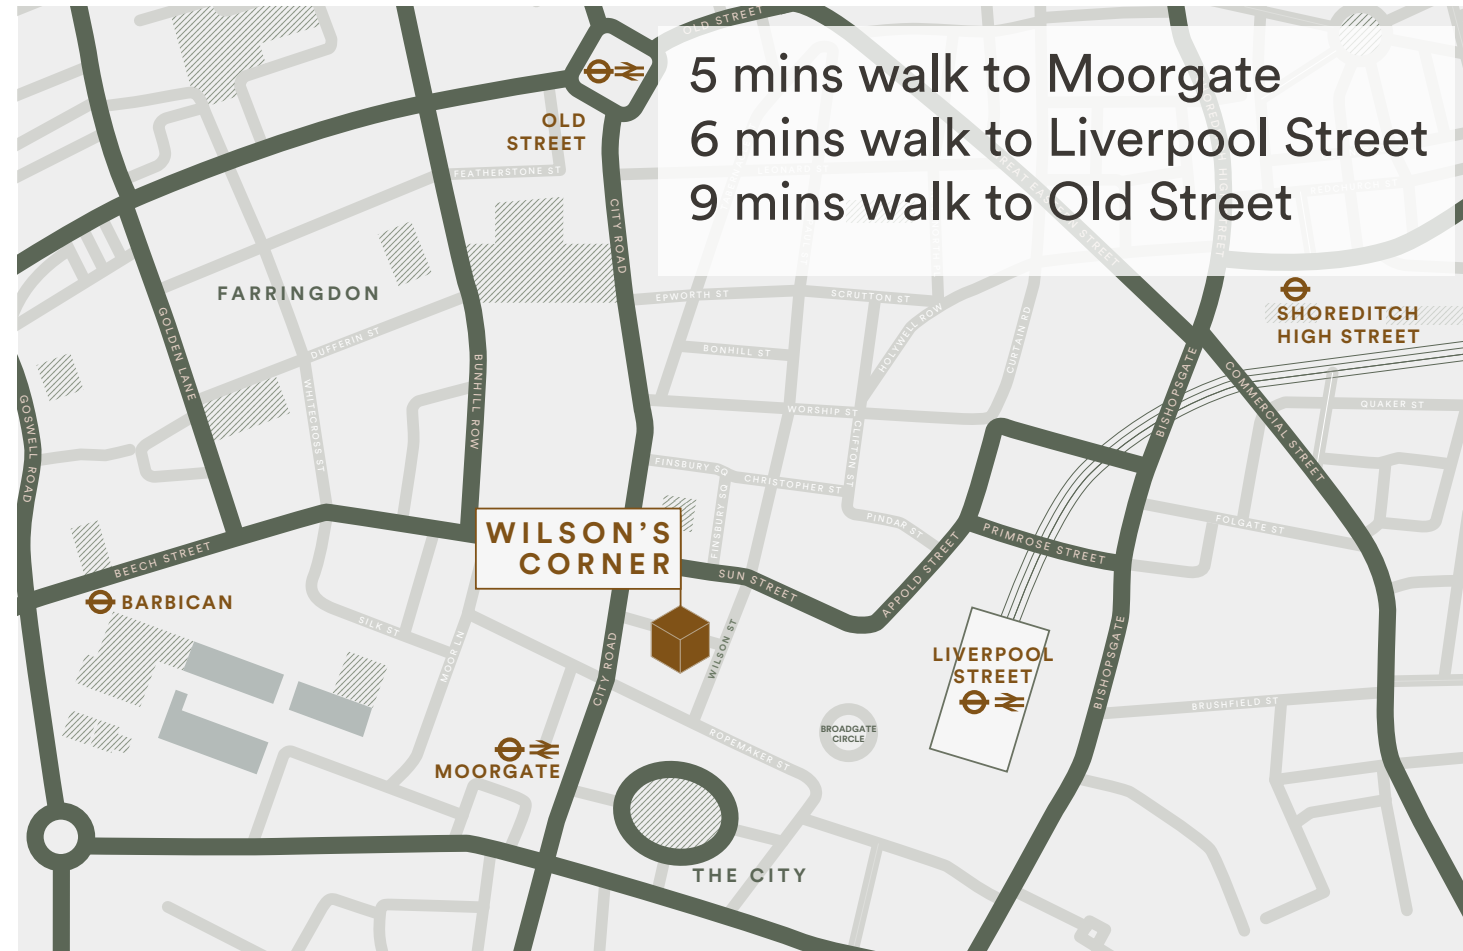 OLD STREET
5 mins walk to Moorgate
6 mins walk to Liverpool Street
9 mins walk to Old Street
OLD
STREET
FEATHERSTONE ST
CITY ROAD
FARRINGDON
GOLDEN LANE
DUFFERIN ST
WHITECROSS ST
BUNHILL ROW
GOSWELL ROAD
EPWORTH ST
SCRUTTON ST
BONHILL ST
HOLYWELL ROW
CURTAIN RD
WORSHIP ST
CLIFTON ST
SHOREDITCH
HIGH STREET
BISHOPSGATE
COMMERCIAL STREET
QUAKER ST
FINSBURY SQ
CHRISTOPHER ST
FINSBURY SQ
PINDAR ST
FOLGATE ST
WILSON'S
CORNER
BEECH STREET
SUN STREET
APPOLD STREET
PRIMROSE STREET
BARBICAN
SILK ST
MOOR LN
CITY ROAD
WILSON ST
LIVERPOOL
STREET
BISHOPSGATE
BRUSHFIELD ST
BROADGATE
CIRCLE
ROPEMAKER ST
MOORGATE
THE CITY